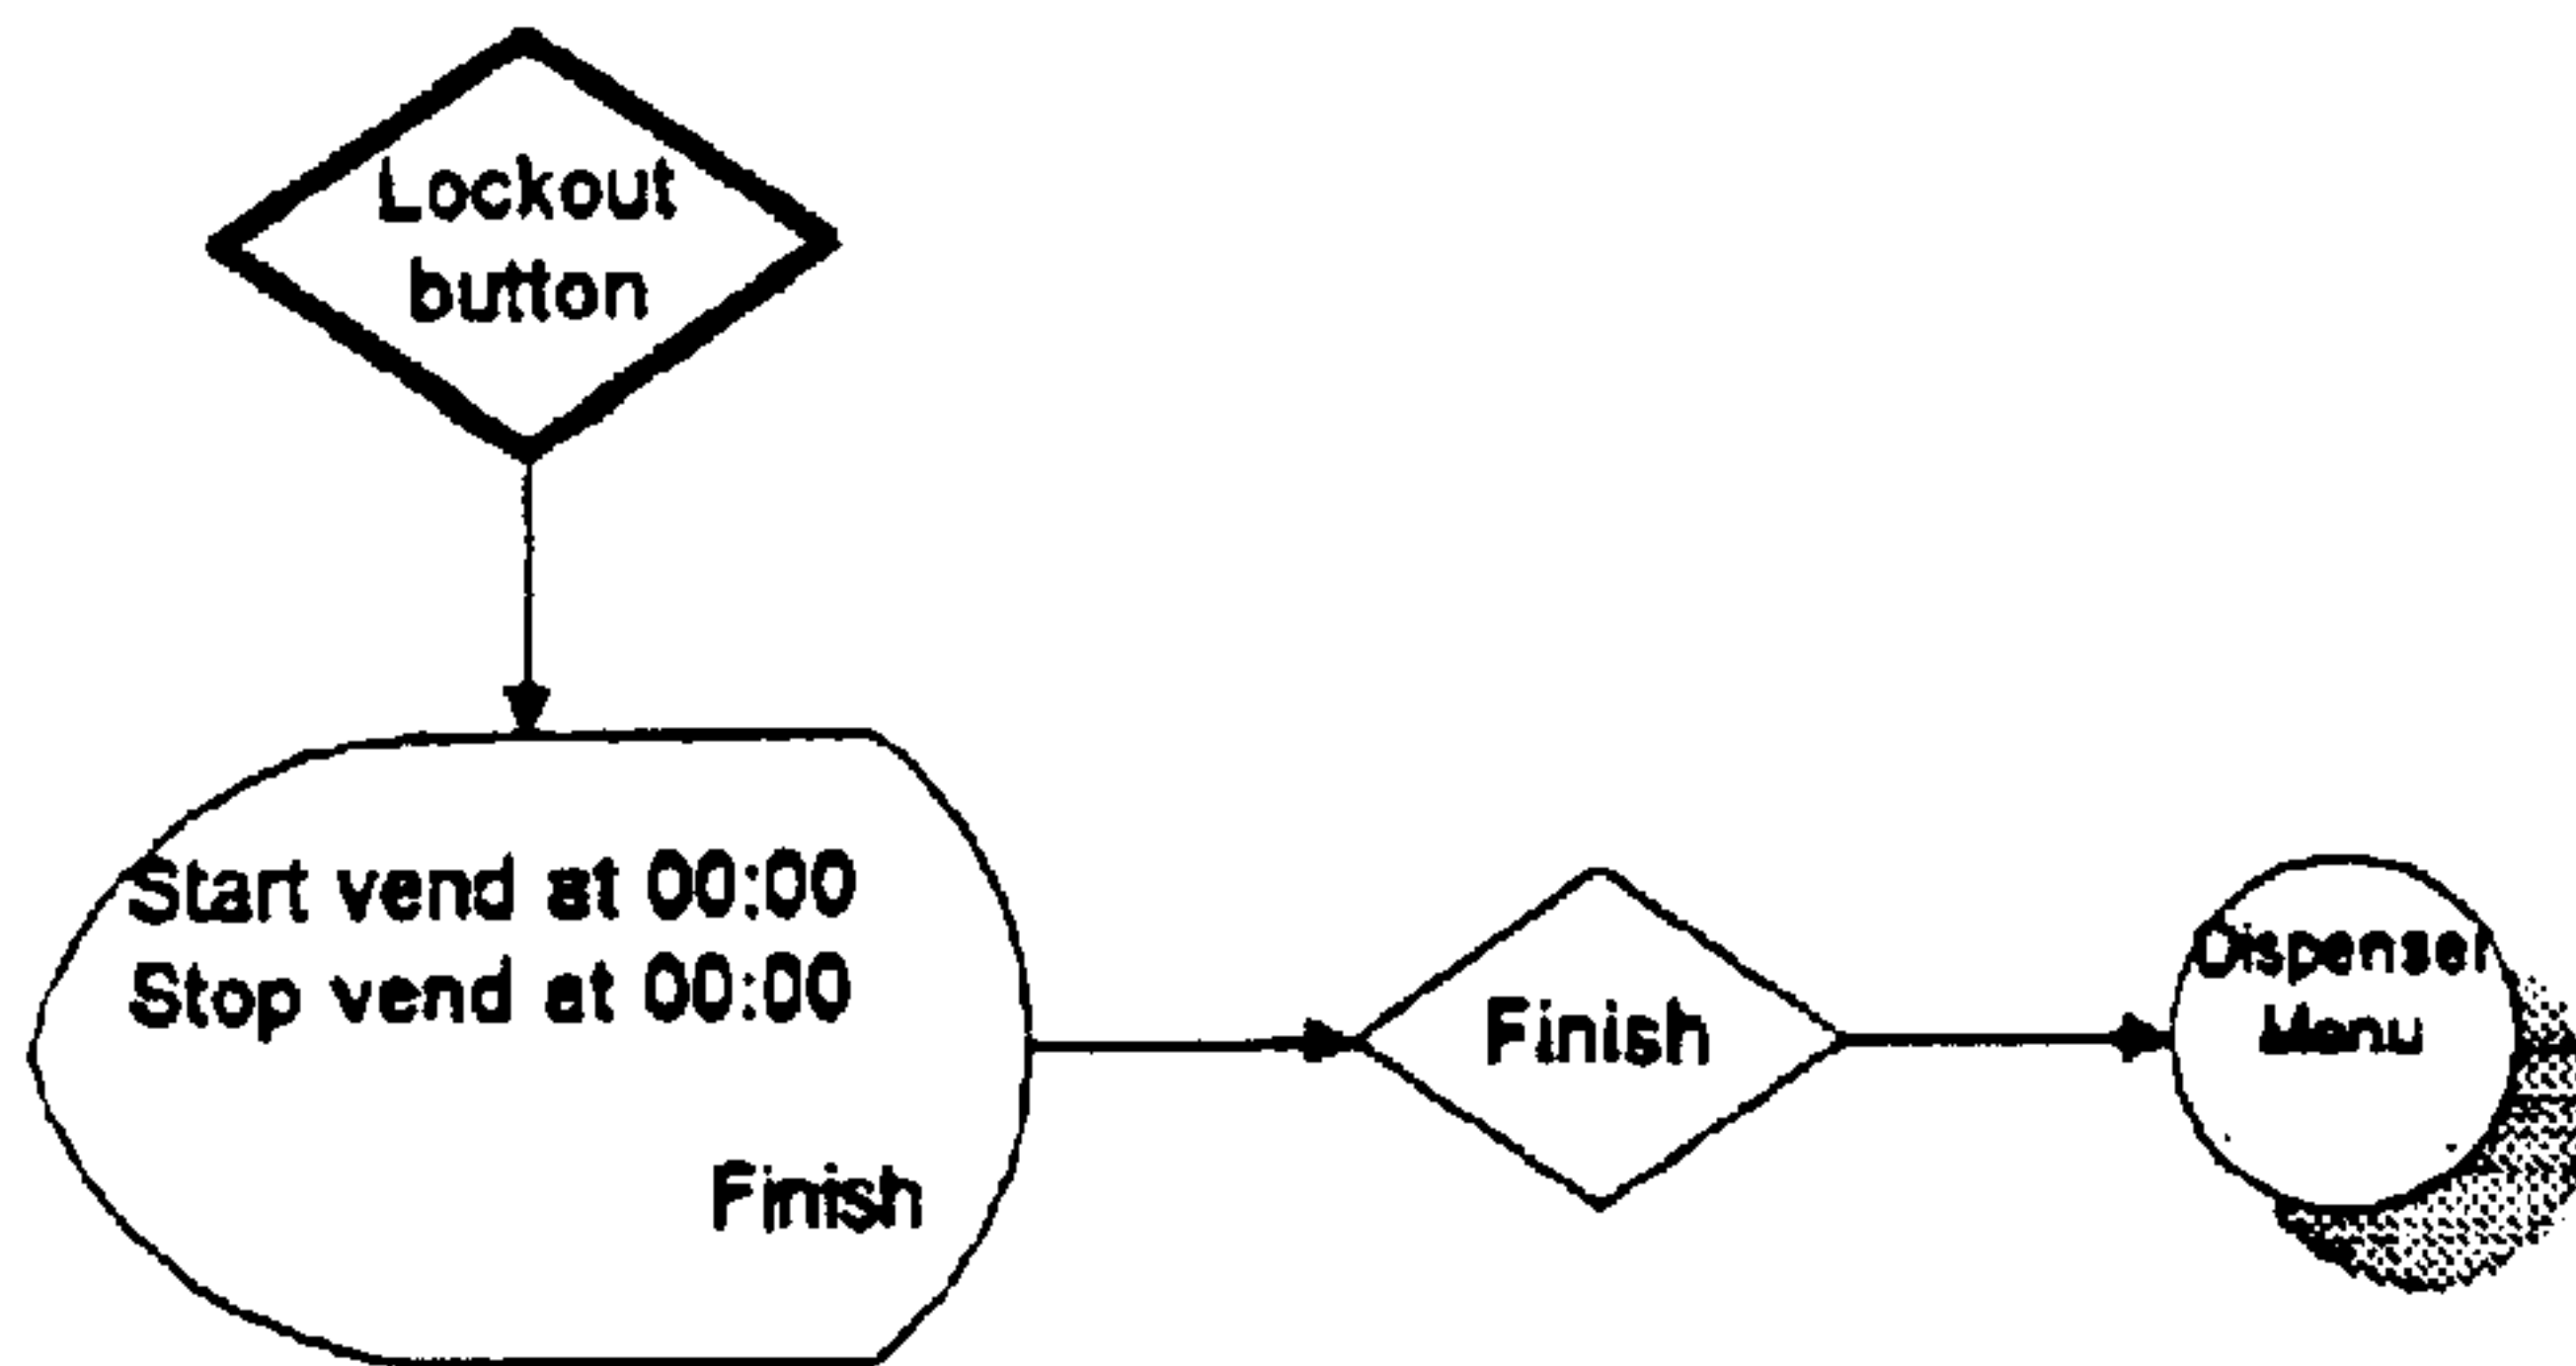 Lockout
button
Start vend at 00:00
Stop vend at 00:00
Finish
Finish
Dispenser
Menu